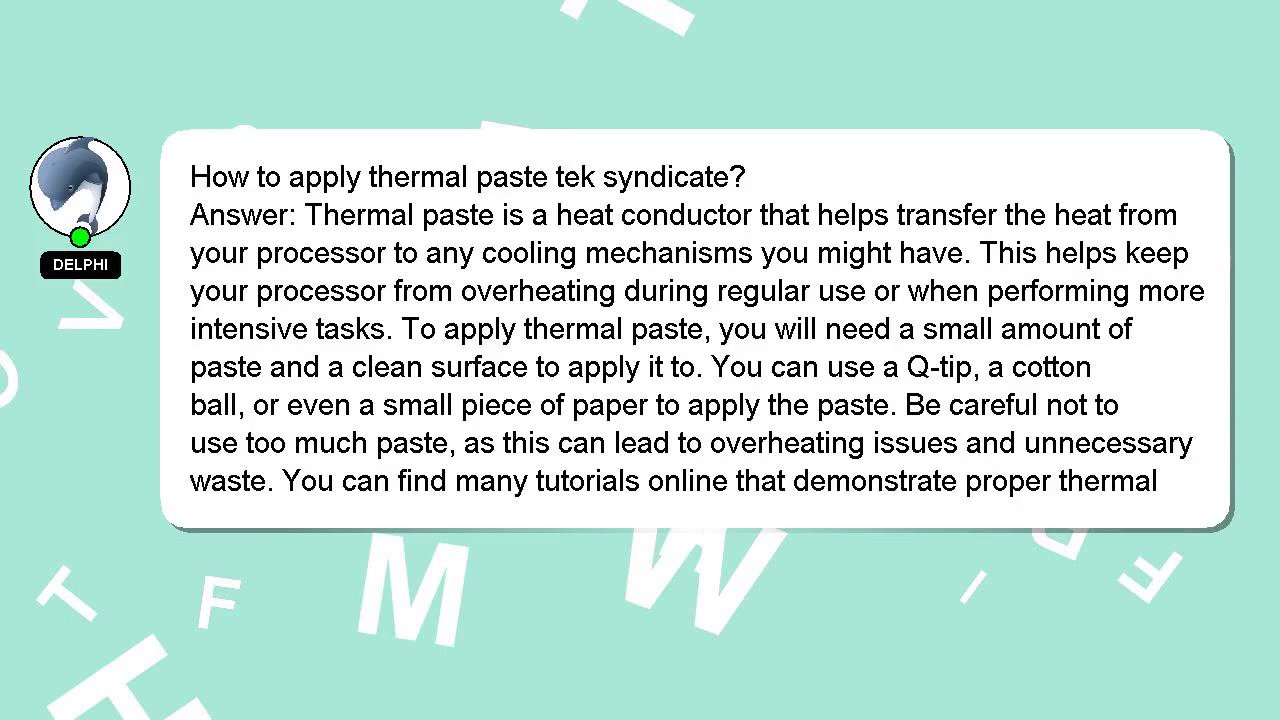 How to apply thermal paste tek syndicate?
Answer: Thermal paste is a heat conductor that helps transfer the heat from
your processor to any cooling mechanisms you might have. This helps keep
your processor from overheating during regular use or when performing more
intensive tasks. To apply thermal paste, you will need a small amount of
paste and a clean surface to apply it to. You can use a Q-tip, a cotton
ball, or even a small piece of paper to apply the paste. Be careful not to
use too much paste, as this can lead to overheating issues and unnecessary
waste. You can find many tutorials online that demonstrate proper thermal
DELPHI
T
F
M
W
F
H